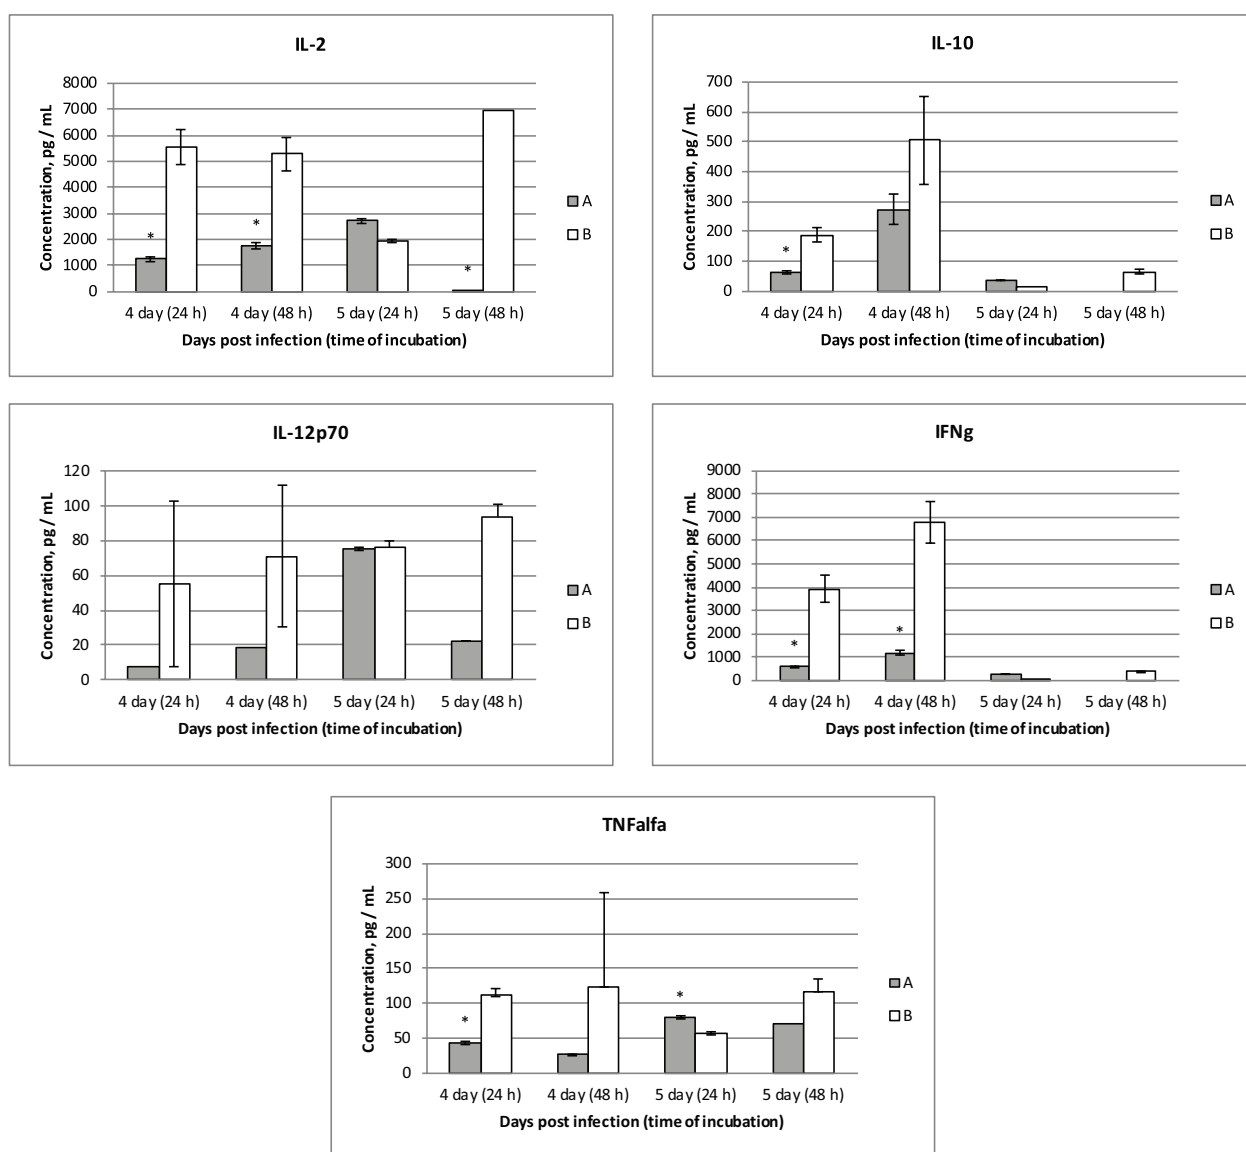 IL-2
Concentration, pg / mL
8000
7000
6000
5000
4000
3000
2000
1000
0
*
*
*
4 day (24 h) 4 day (48 h) 5 day (24 h) 5 day (48 h)
Days post infection (time of incubation)
A
B
IL-10
Concentration, pg / mL
700
600
500
400
300
200
100
0
*
4 day (24 h) 4 day (48 h) 5 day (24 h) 5 day (48 h)
Days post infection (time of incubation)
A
B
IL-12p70
Concentration, pg / mL
120
100
80
60
40
20
0
4 day (24 h) 4 day (48 h) 5 day (24 h) 5 day (48 h)
Days post infection (time of incubation)
A
B
IFNg
Concentration, pg / mL
9000
8000
7000
6000
5000
4000
3000
2000
1000
0
*
*
4 day (24 h) 4 day (48 h) 5 day (24 h) 5 day (48 h)
Days post infection (time of incubation)
A
B
TNFalfa
Concentration, pg / mL
300
250
200
150
100
50
0
*
*
4 day (24 h) 4 day (48 h) 5 day (24 h) 5 day (48 h)
Days post infection (time of incubation)
A
B